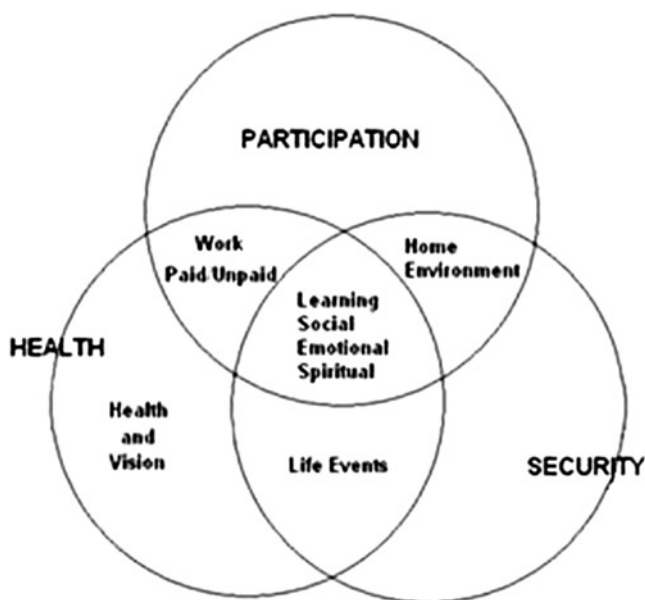 PARTICIPATION
Work
Paid/Unpaid
Home
Environment
Learning
Social
Emotional
Spiritual
HEALTH
Health
and
Vision
Life Events
SECURITY